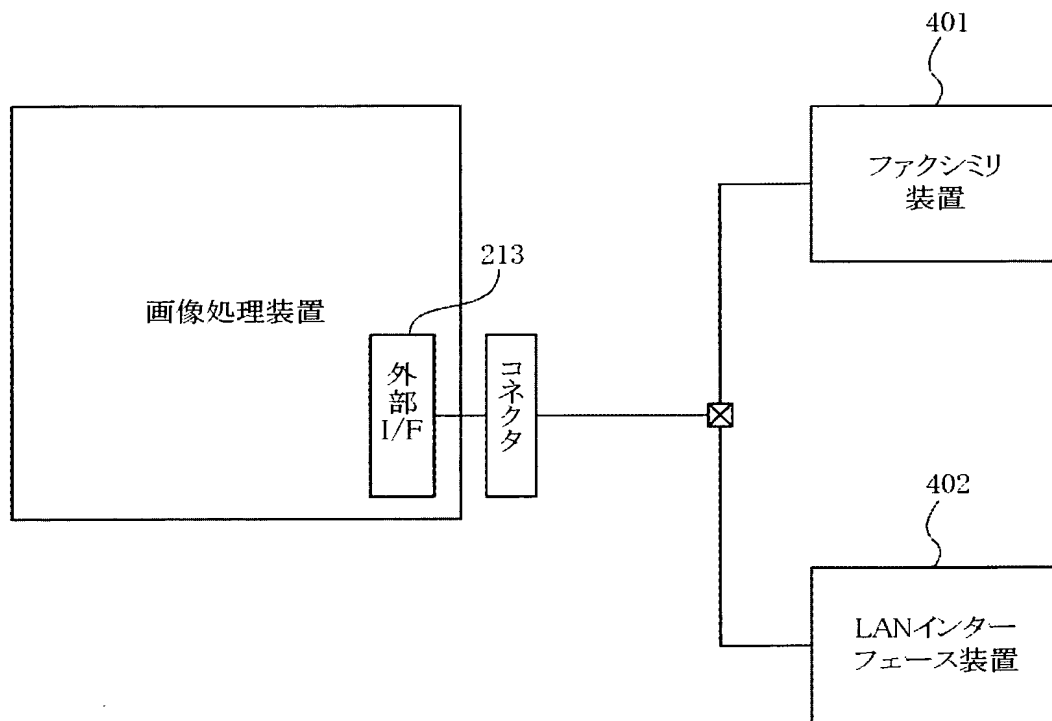 401
ファクシミリ
装置
213
画像処理装置
外部
I/F
コネクタ
402
LANインター
フェース装置